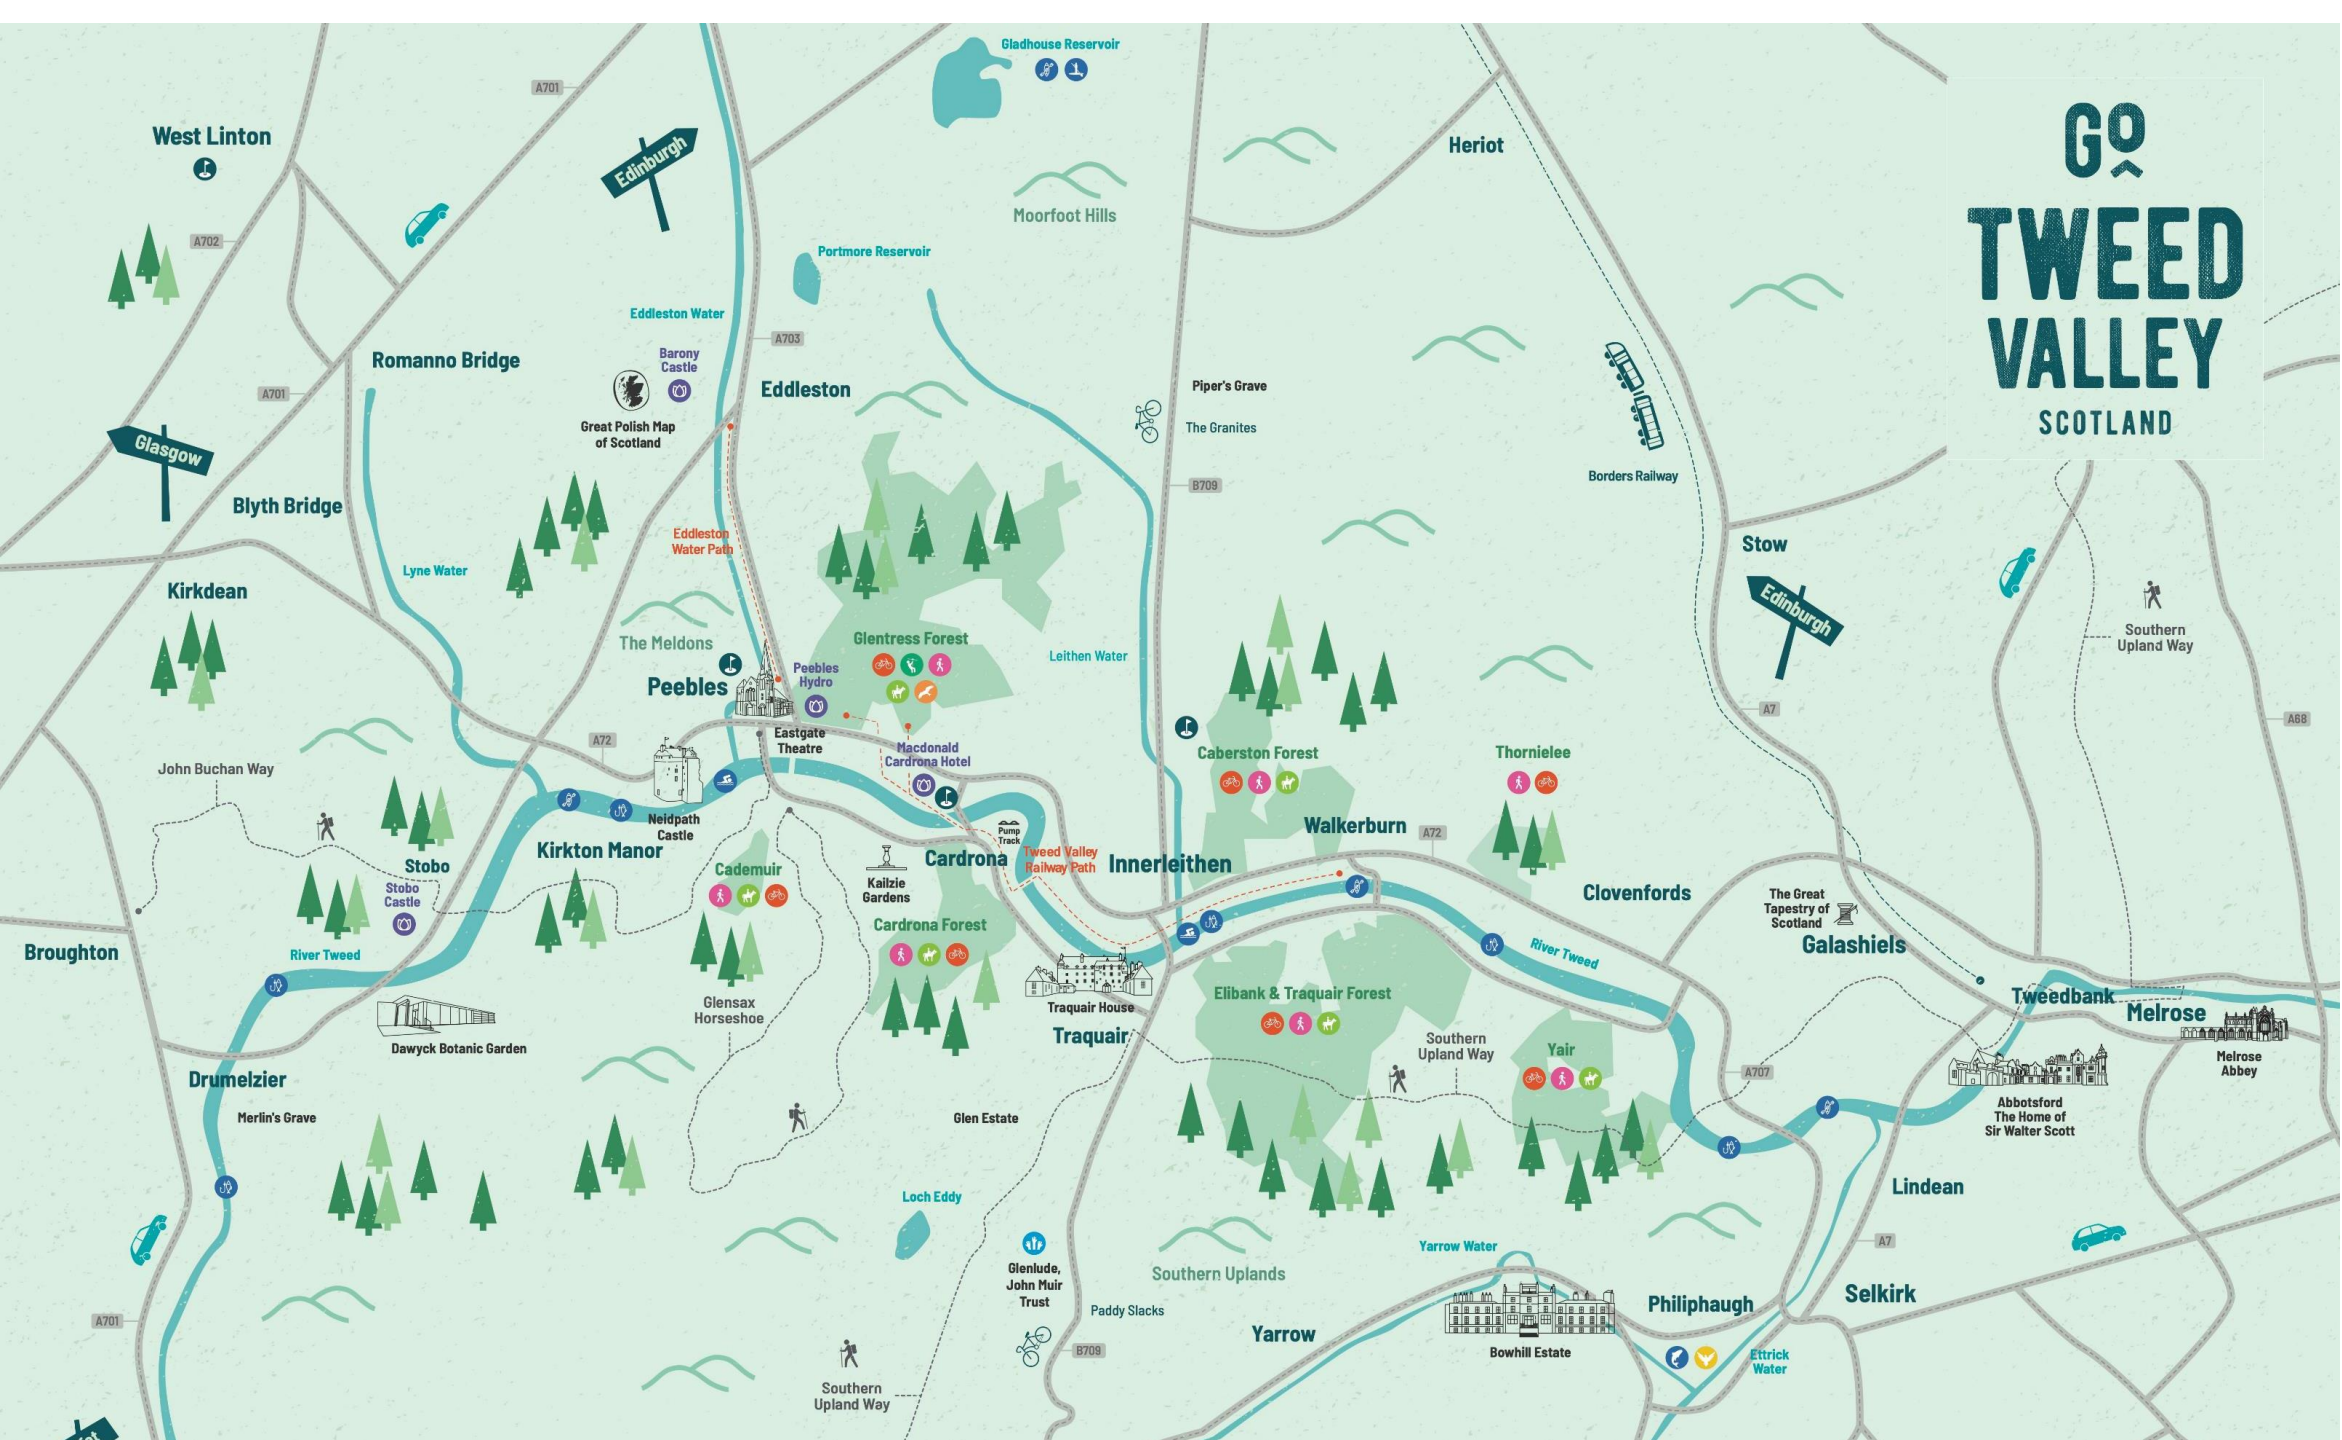 GO
TWEED
VALLEY
SCOTLAND
Gladhouse Reservoir
A701
West Linton
Edinburgh
Heriot
Moorfoot Hills
A702
Portmore Reservoir
Eddleston Water
A703
Barony
Castle
Romanno Bridge
Eddleston
Piper's Grave
A701
Great Polish Map
of Scotland
The Granites
Glasgow
Borders Railway
B709
Blyth Bridge
Eddleston
Water Path
Stow
Lyne Water
Kirkdean
Edinburgh
Southern
Upland Way
The Meldons
Glentress Forest
Leithen Water
Peebles
Peebles
Hydro
A7
A68
A72
Eastgate
Theatre
Macdonald
Cardrona Hotel
Caberston Forest
Thornielee
John Buchan Way
Neidpath
Castle
Pump
Track
Walkerburn
A72
Kirkton Manor
Cardrona
Tweed Valley
Railway Path
Innerleithen
Stobo
Stobo
Castle
Cademuir
Kailzie
Gardens
Clovenfords
The Great
Tapestry of
Scotland
Galashiels
Cardrona Forest
Broughton
River Tweed
River Tweed
Glensax
Horseshoe
Traquair House
Traquair
Elibank & Traquair Forest
Tweedbank
Melrose
Dawyck Botanic Garden
Southern
Upland Way
Yair
Melrose
Abbey
Drumelzier
A707
Merlin's Grave
Glen Estate
Abbotsford
The Home of
Sir Walter Scott
Loch Eddy
Lindean
Yarrow Water
A7
Glenlude,
John Muir
Trust
Southern Uplands
Paddy Slacks
Philiphaugh
Selkirk
A701
Yarrow
B709
Bowhill Estate
Ettrick
Water
Southern
Upland Way